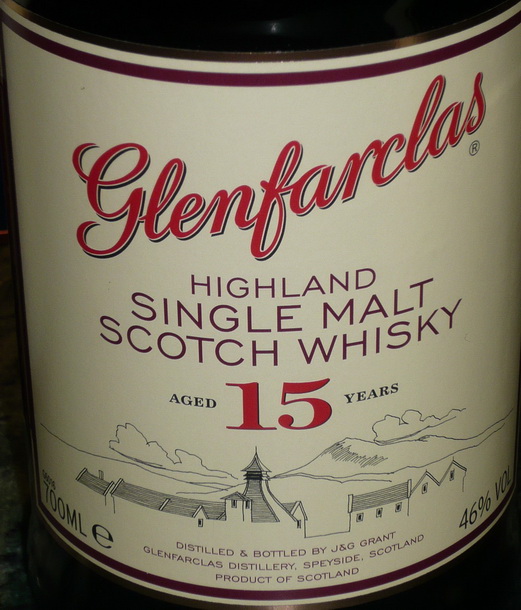 Glenfarclas®
HIGHLAND
SINGLE MALT
SCOTCH WHISKY
AGED 15 YEARS
700ML e
46% VOL
DISTILLED & BOTTLED BY J&G GRANT
GLENFARCLAS DISTILLERY, SPEYSIDE, SCOTLAND
PRODUCT OF SCOTLAND